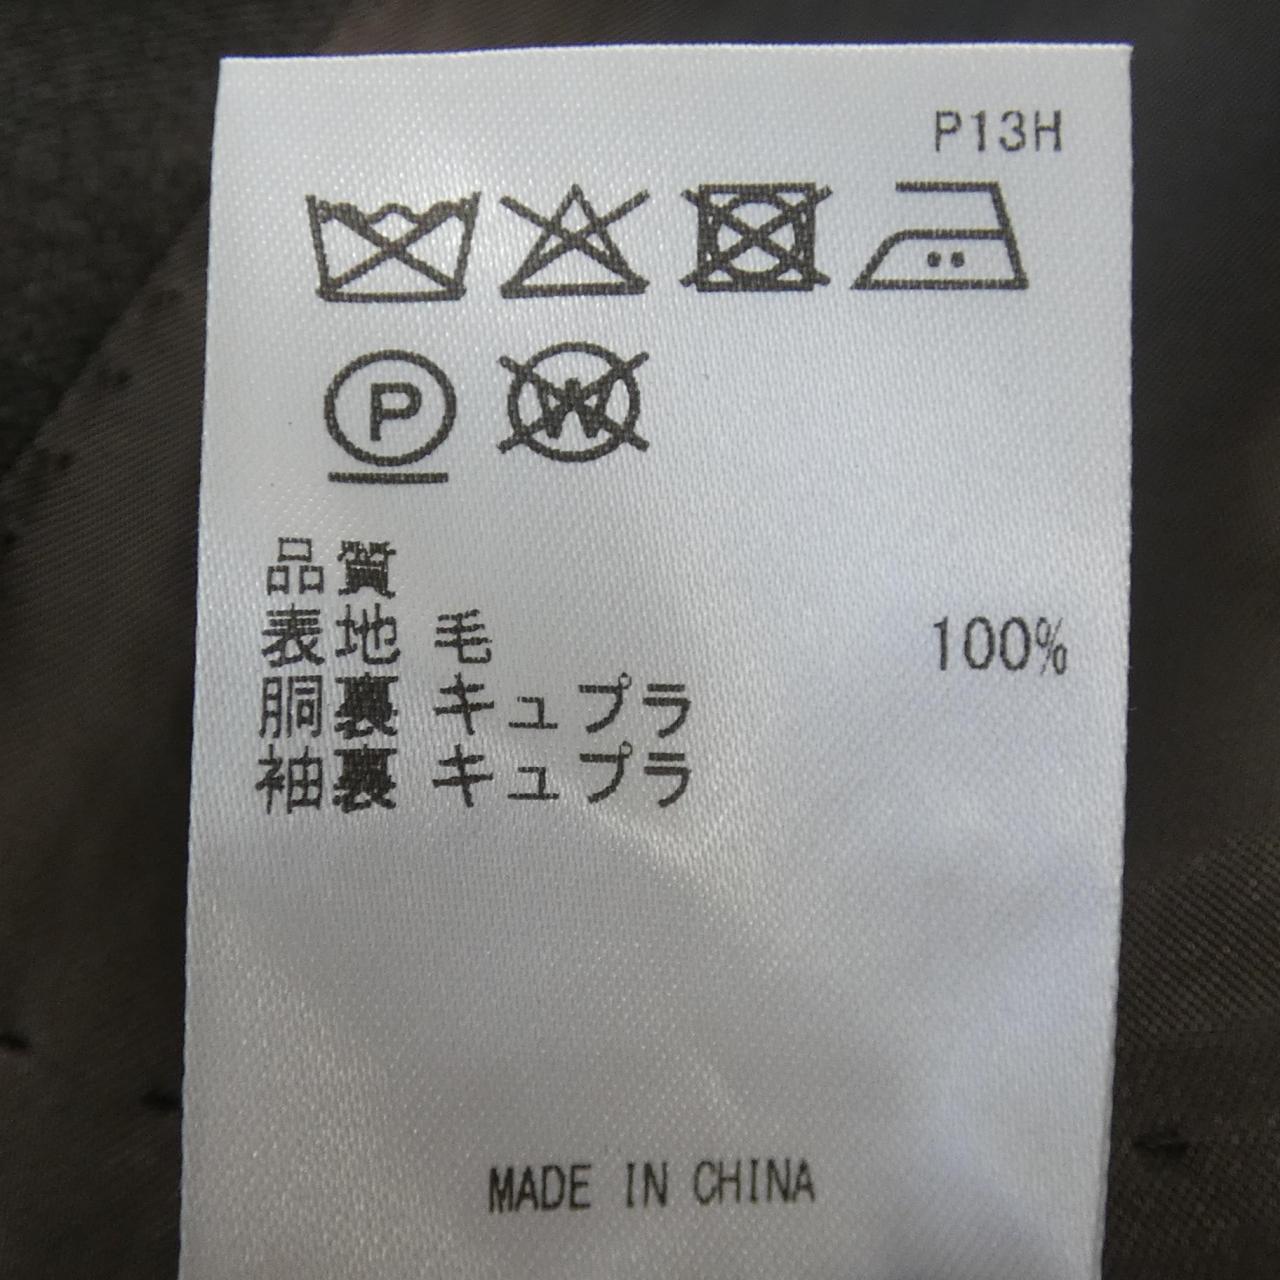 P13H
P W
品質
表地 毛 100%
胴裏 キュプラ
袖裏 キュプラ
MADE IN CHINA